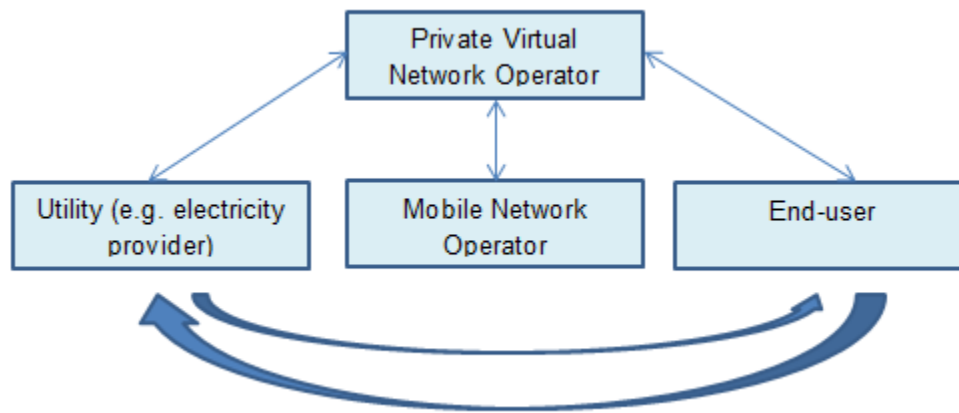 Private Virtual
Network Operator
Utility (e.g. electricity
provider)
Mobile Network
Operator
End-user